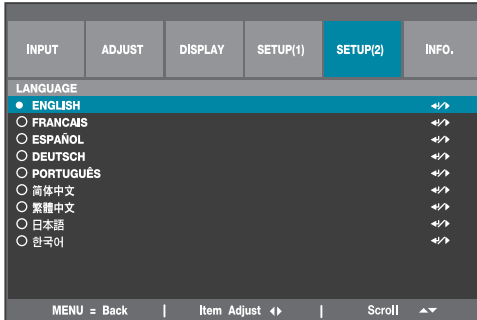 INPUT ADJUST DISPLAY SETUP(1) SETUP(2) INFO.
LANGUAGE
ENGLISH
FRANCAIS
ESPAÑOL
DEUTSCH
PORTUGUÊS
简体中文
繁體中文
日本語
한국어
MENU = Back | Item Adjust | Scroll